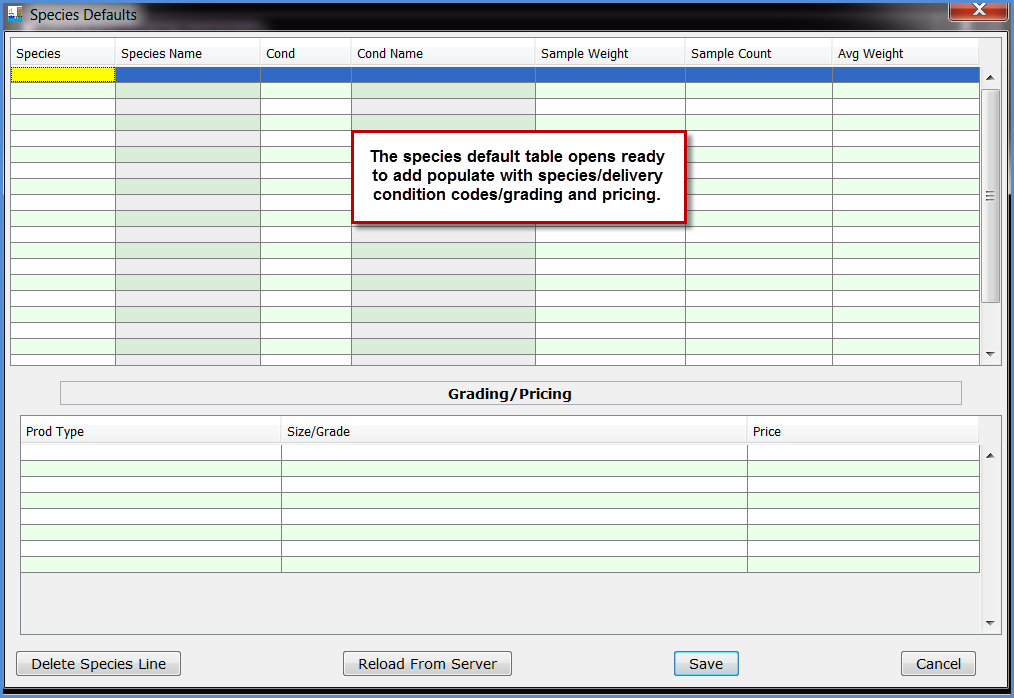 Species Defaults
Species Species Name Cond Cond Name Sample Weight Sample Count Avg Weight
The species default table opens ready
to add populate with species/delivery
condition codes/grading and pricing.
Grading/Pricing
Prod Type Size/Grade Price
Delete Species Line Reload From Server Save Cancel